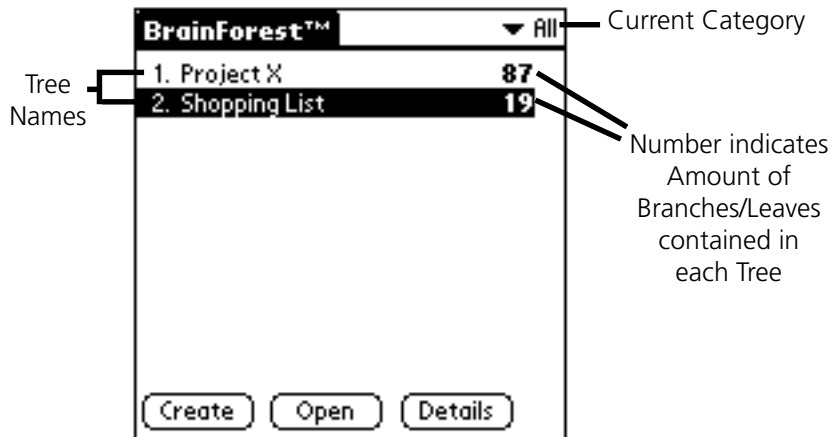 BrainForest™ All
Current Category
1. Project X 87
2. Shopping List 19
Tree
Names
Number indicates
Amount of
Branches/Leaves
contained in
each Tree
Create Open Details